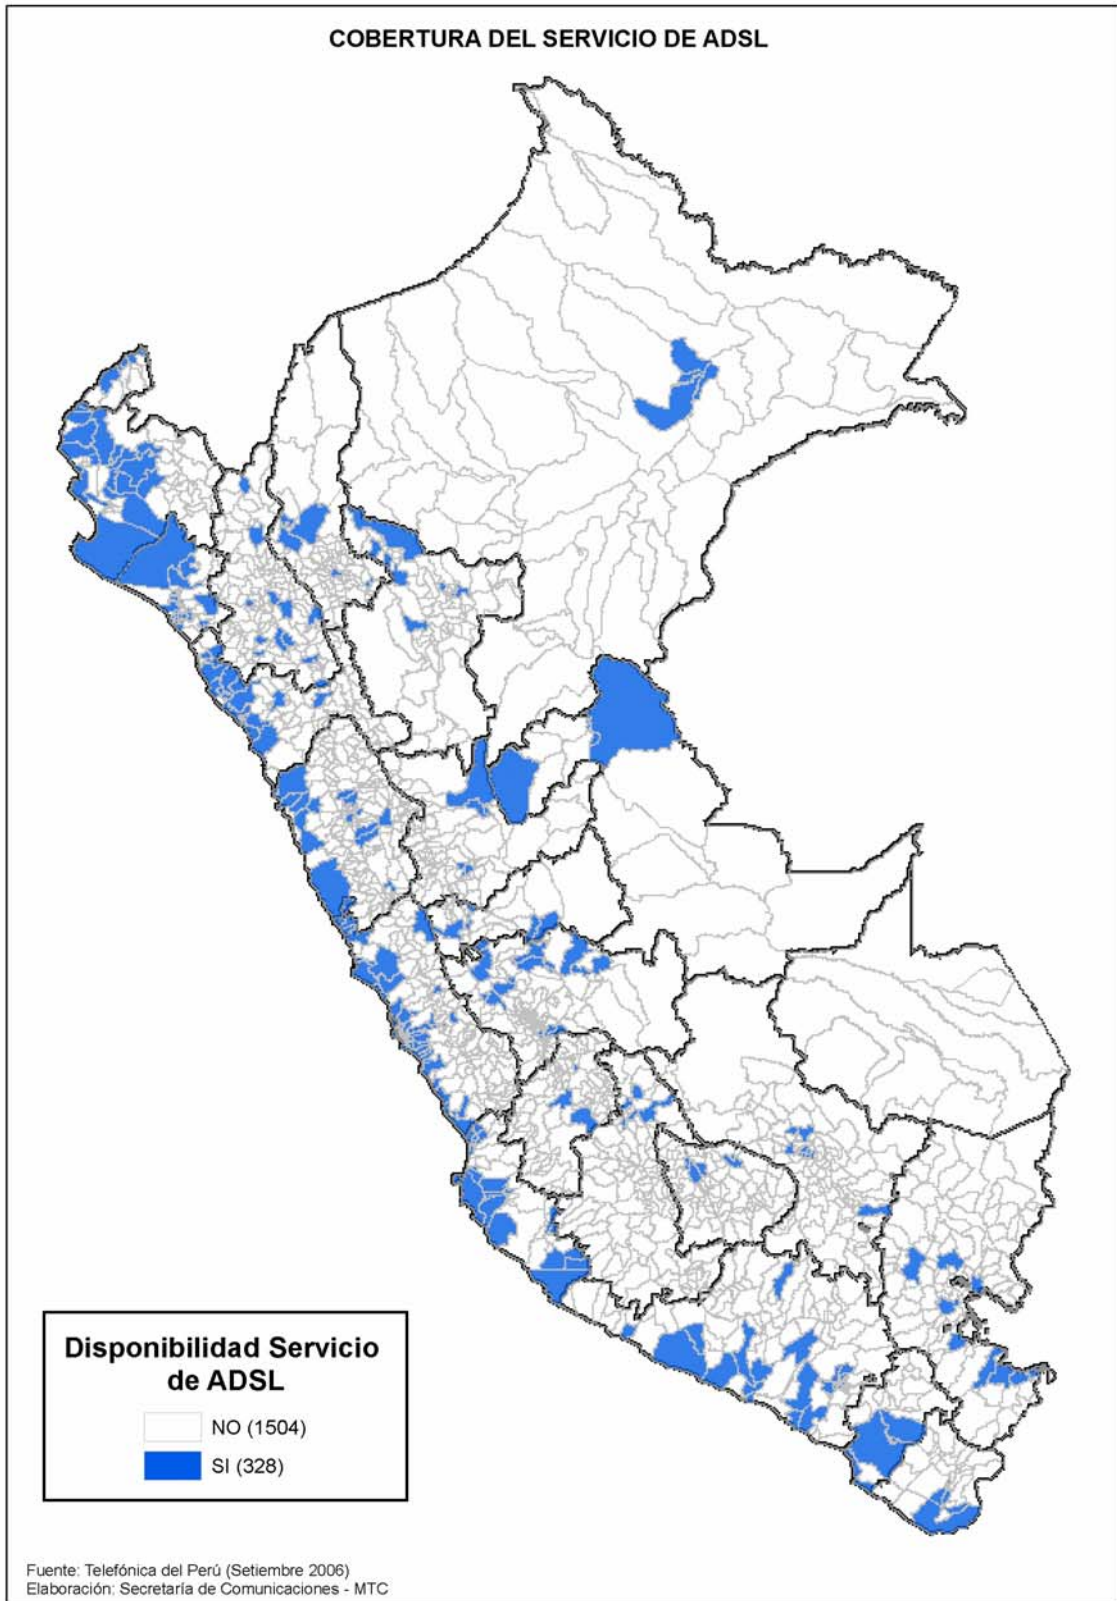 COBERTURA DEL SERVICIO DE ADSL
Disponibilidad Servicio
de ADSL
NO (1504)
SI (328)
Fuente: Telefónica del Perú (Setiembre 2006)
Elaboración: Secretaría de Comunicaciones - MTC